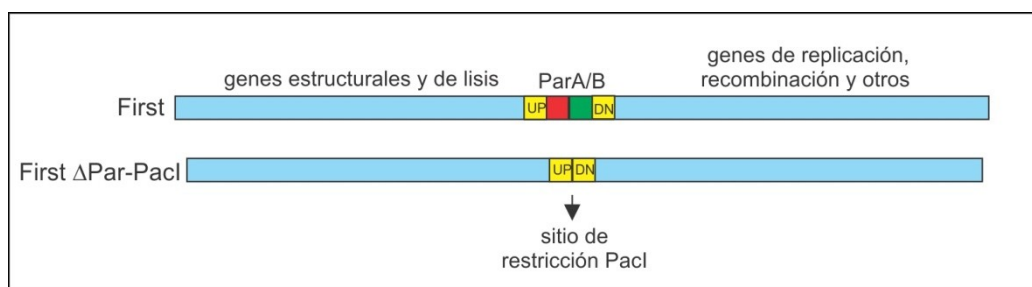 genes estructurales y de lisis
ParA/B
genes de replicación,
recombinación y otros
First
UP
DN
First ΔPar-PacI
UP
DN
sitio de
restricción PacI